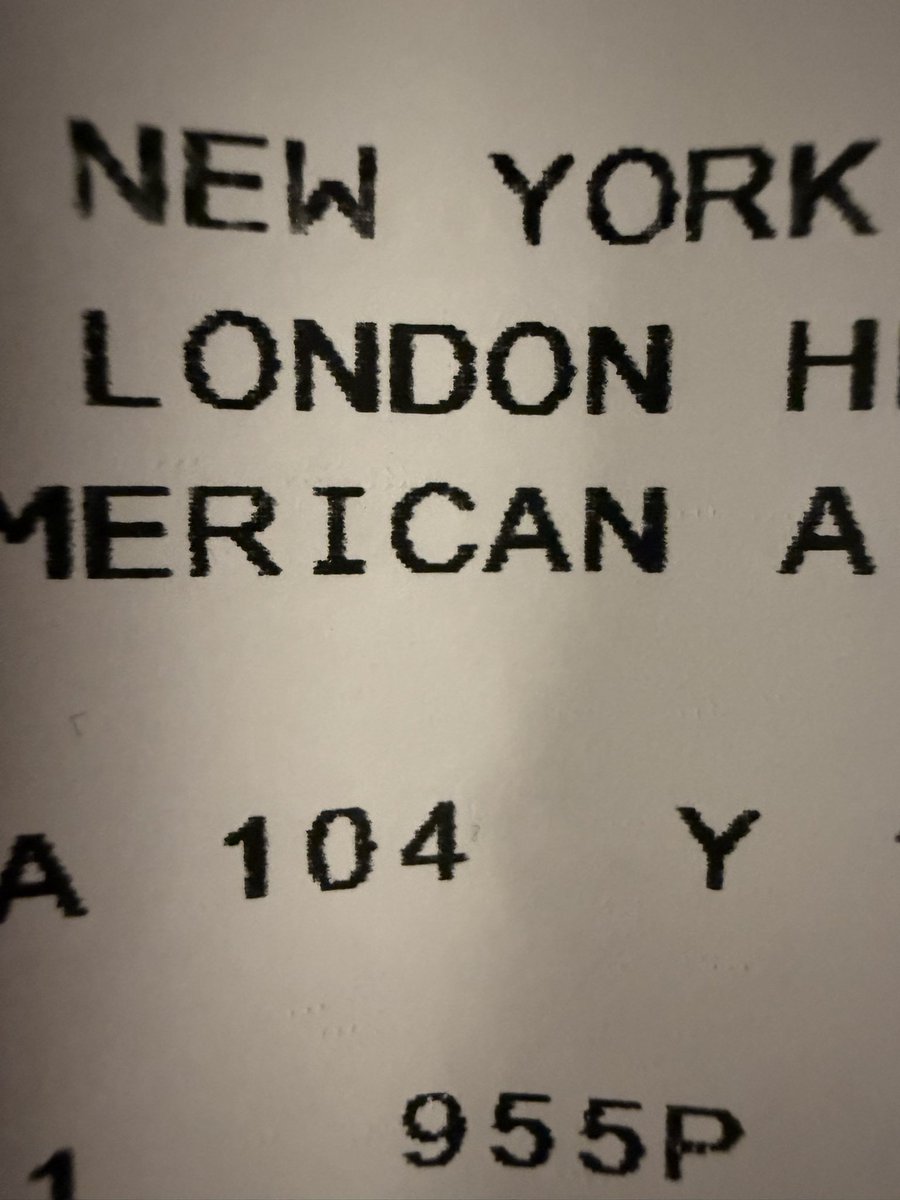 NEW YORK
LONDON H
MERICAN A
A 104 Y
955P
1